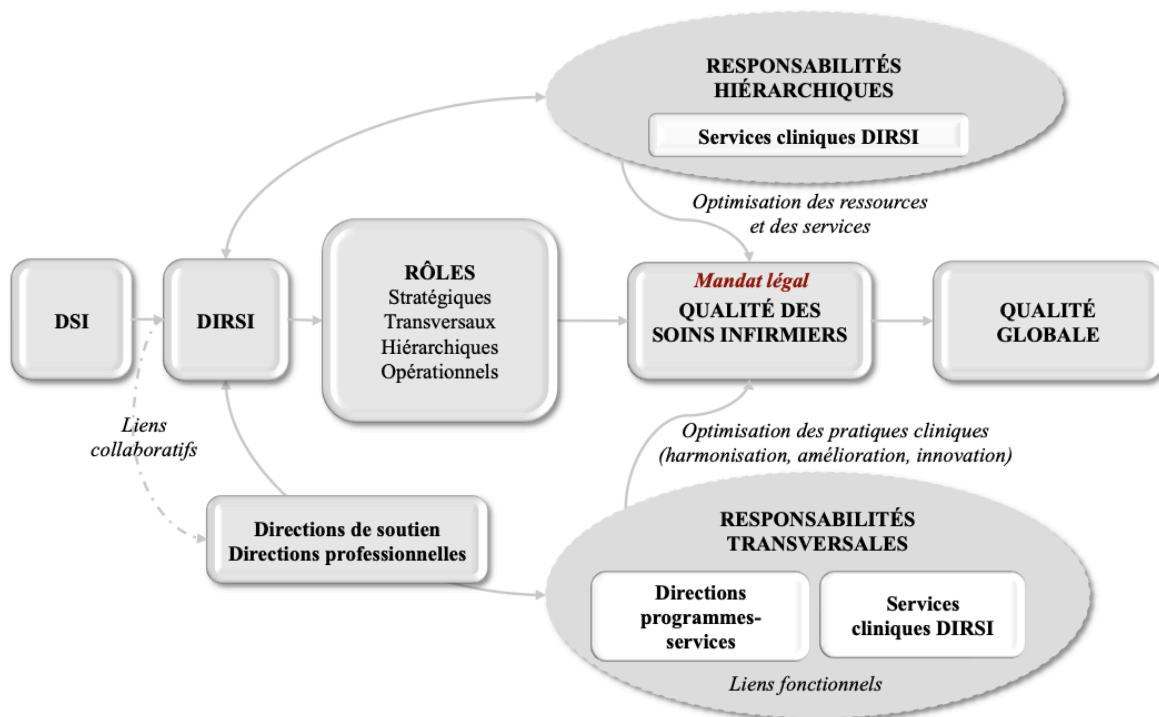 RESPONSABILITÉS
HIÉRARCHIQUES
Services cliniques DIRSI
Optimisation des ressources
et des services
DSI
DIRSI
RÔLES
Stratégiques
Transversaux
Hiérarchiques
Opérationnels
Mandat légal
QUALITÉ DES
SOINS INFIRMIERS
QUALITÉ
GLOBALE
Liens
collaboratifs
Optimisation des pratiques cliniques
(harmonisation, amélioration, innovation)
Directions de soutien
Directions professionnelles
RESPONSABILITÉS
TRANSVERSALES
Directions
programmes-
services
Services
cliniques DIRSI
Liens fonctionnels